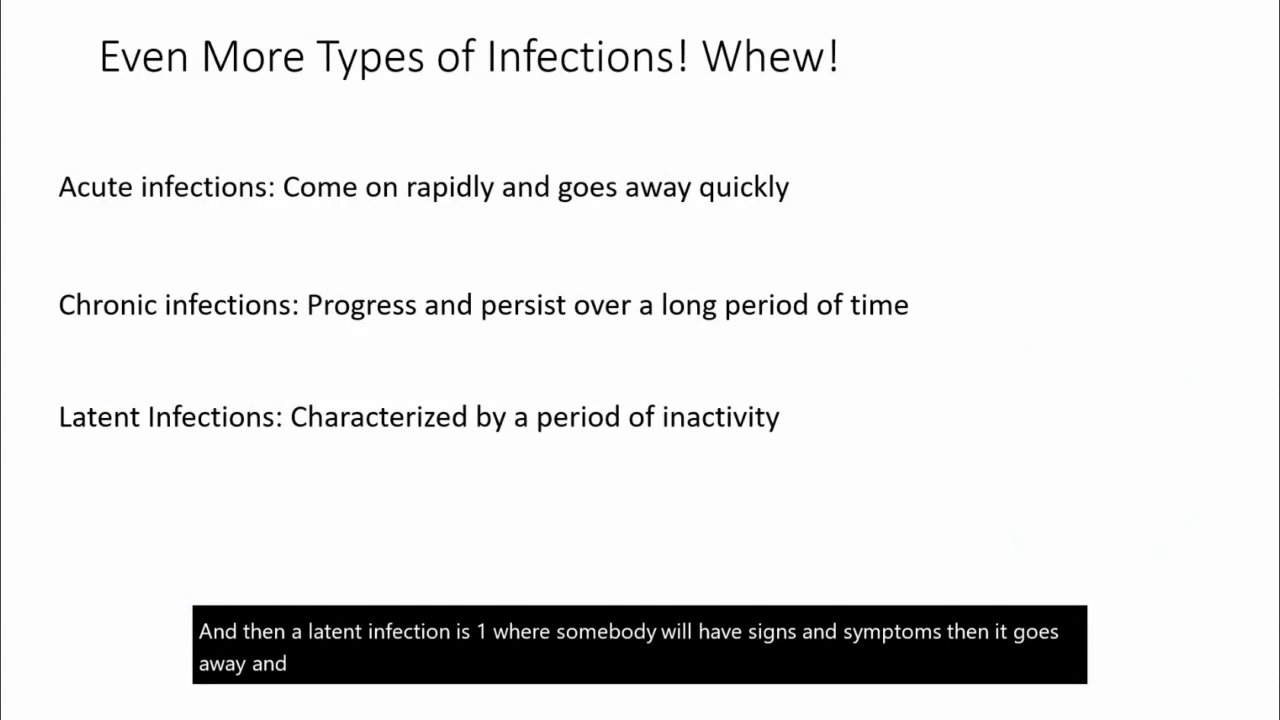 Even More Types of Infections! Whew!
Acute infections: Come on rapidly and goes away quickly
Chronic infections: Progress and persist over a long period of time
Latent Infections: Characterized by a period of inactivity
And then a latent infection is 1 where somebody will have signs and symptoms then it goes
away and